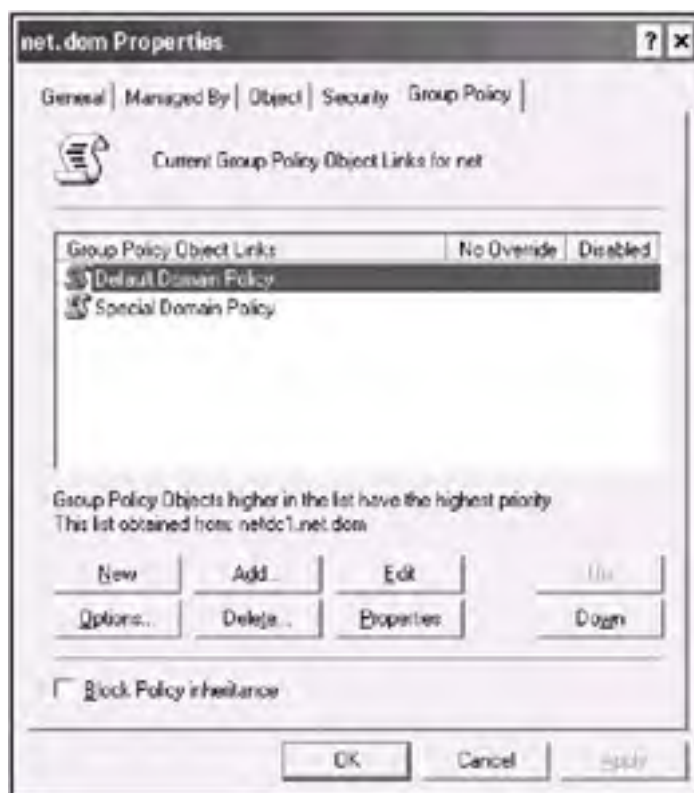 net.dom Properties ? ×
General Managed By Object Security Group Policy
Current Group Policy Object Links for net
Group Policy Object Links No Override Disabled
Default Domain Policy
Special Domain Policy
Group Policy Objects higher in the list have the highest priority
This list obtained from: netdc1.net.dom
New Add... Edit Up
Options... Delete... Properties Down
Block Policy inheritance
OK Cancel Apply